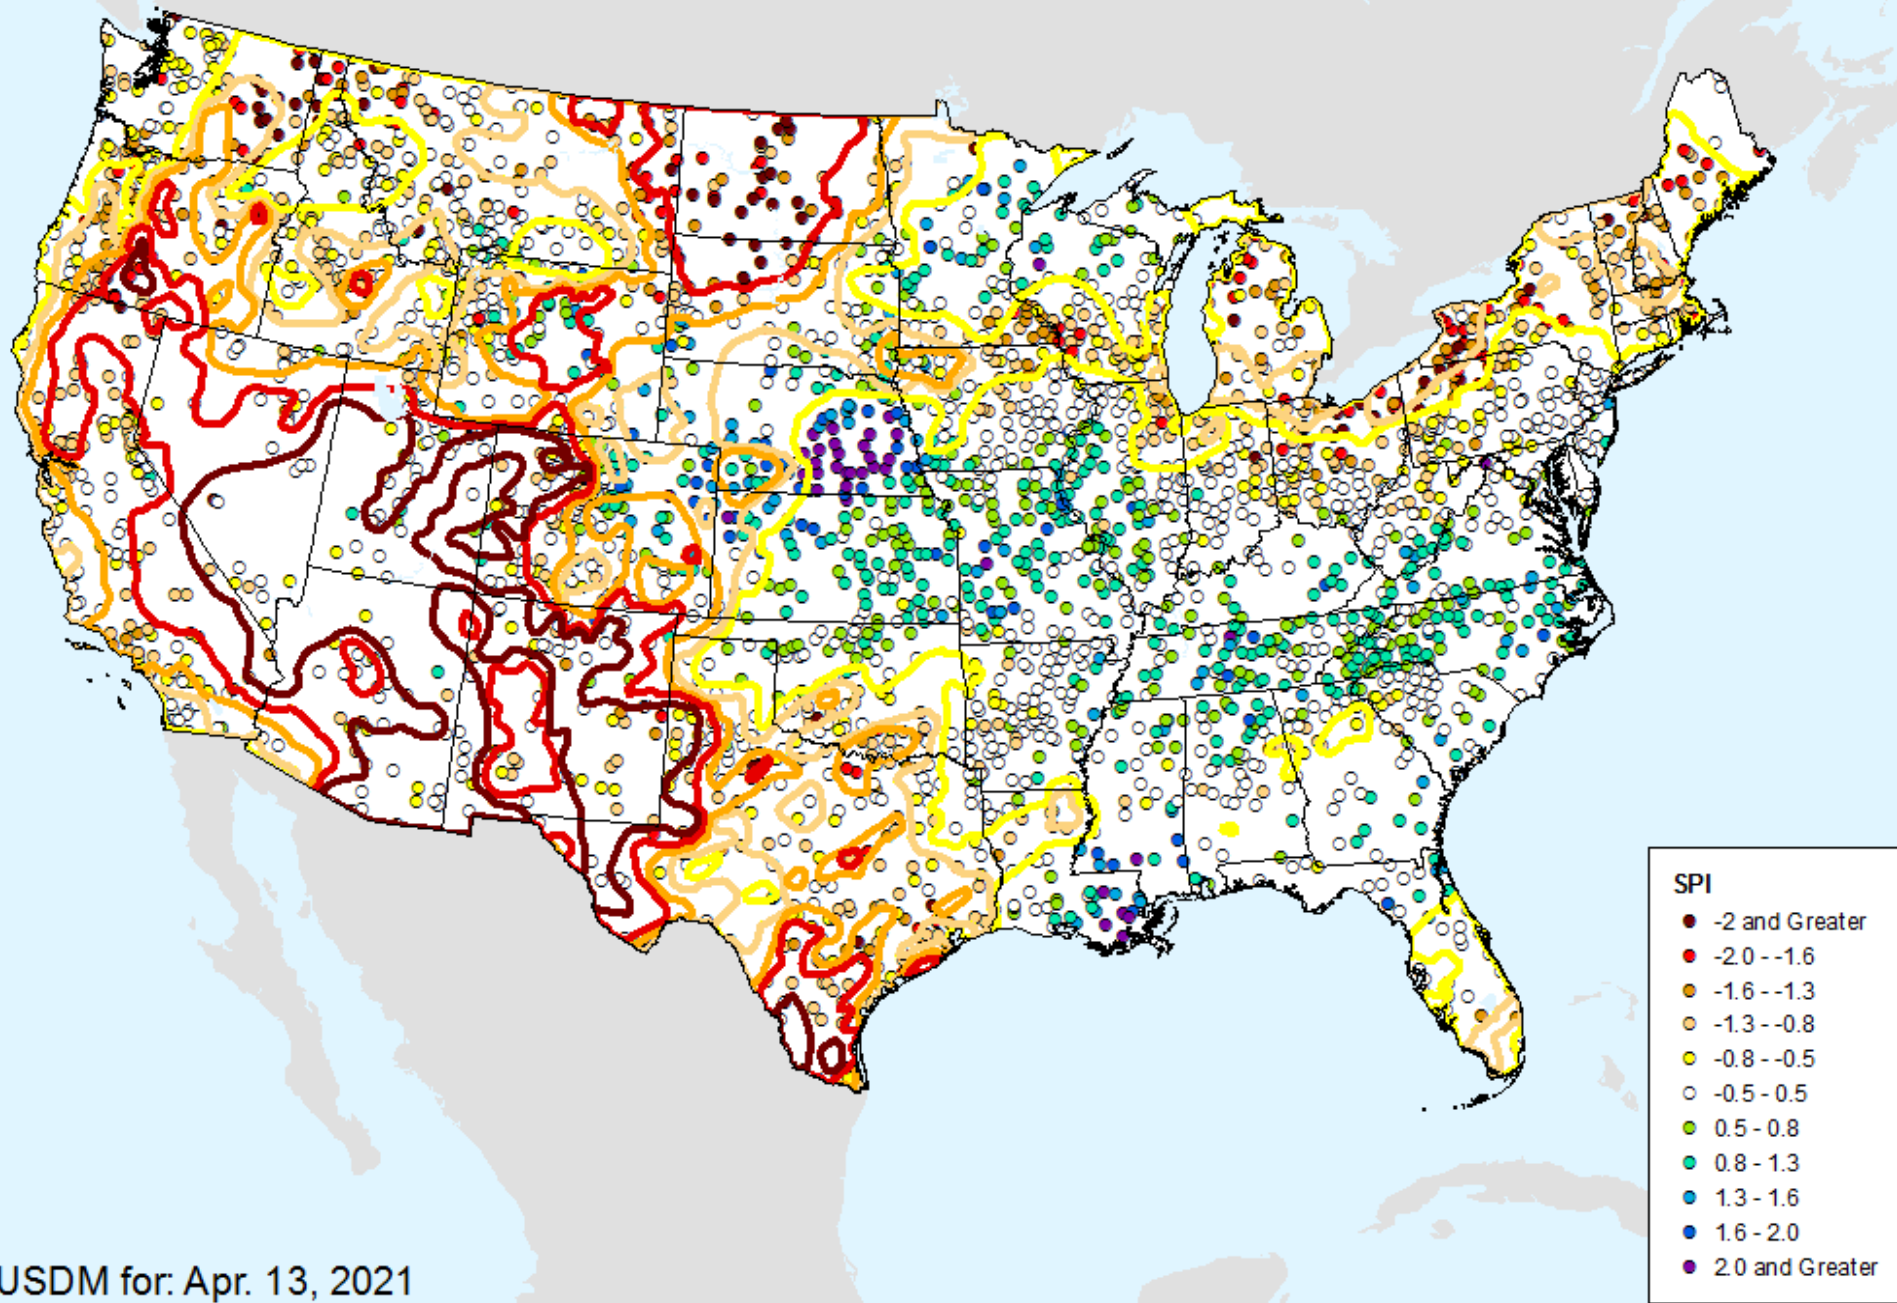 SPI
-2 and Greater
-2.0 - -1.6
-1.6 - -1.3
-1.3 - -0.8
-0.8 - -0.5
-0.5 - 0.5
0.5 - 0.8
0.8 - 1.3
1.3 - 1.6
1.6 - 2.0
2.0 and Greater
USDM for: Apr. 13, 2021